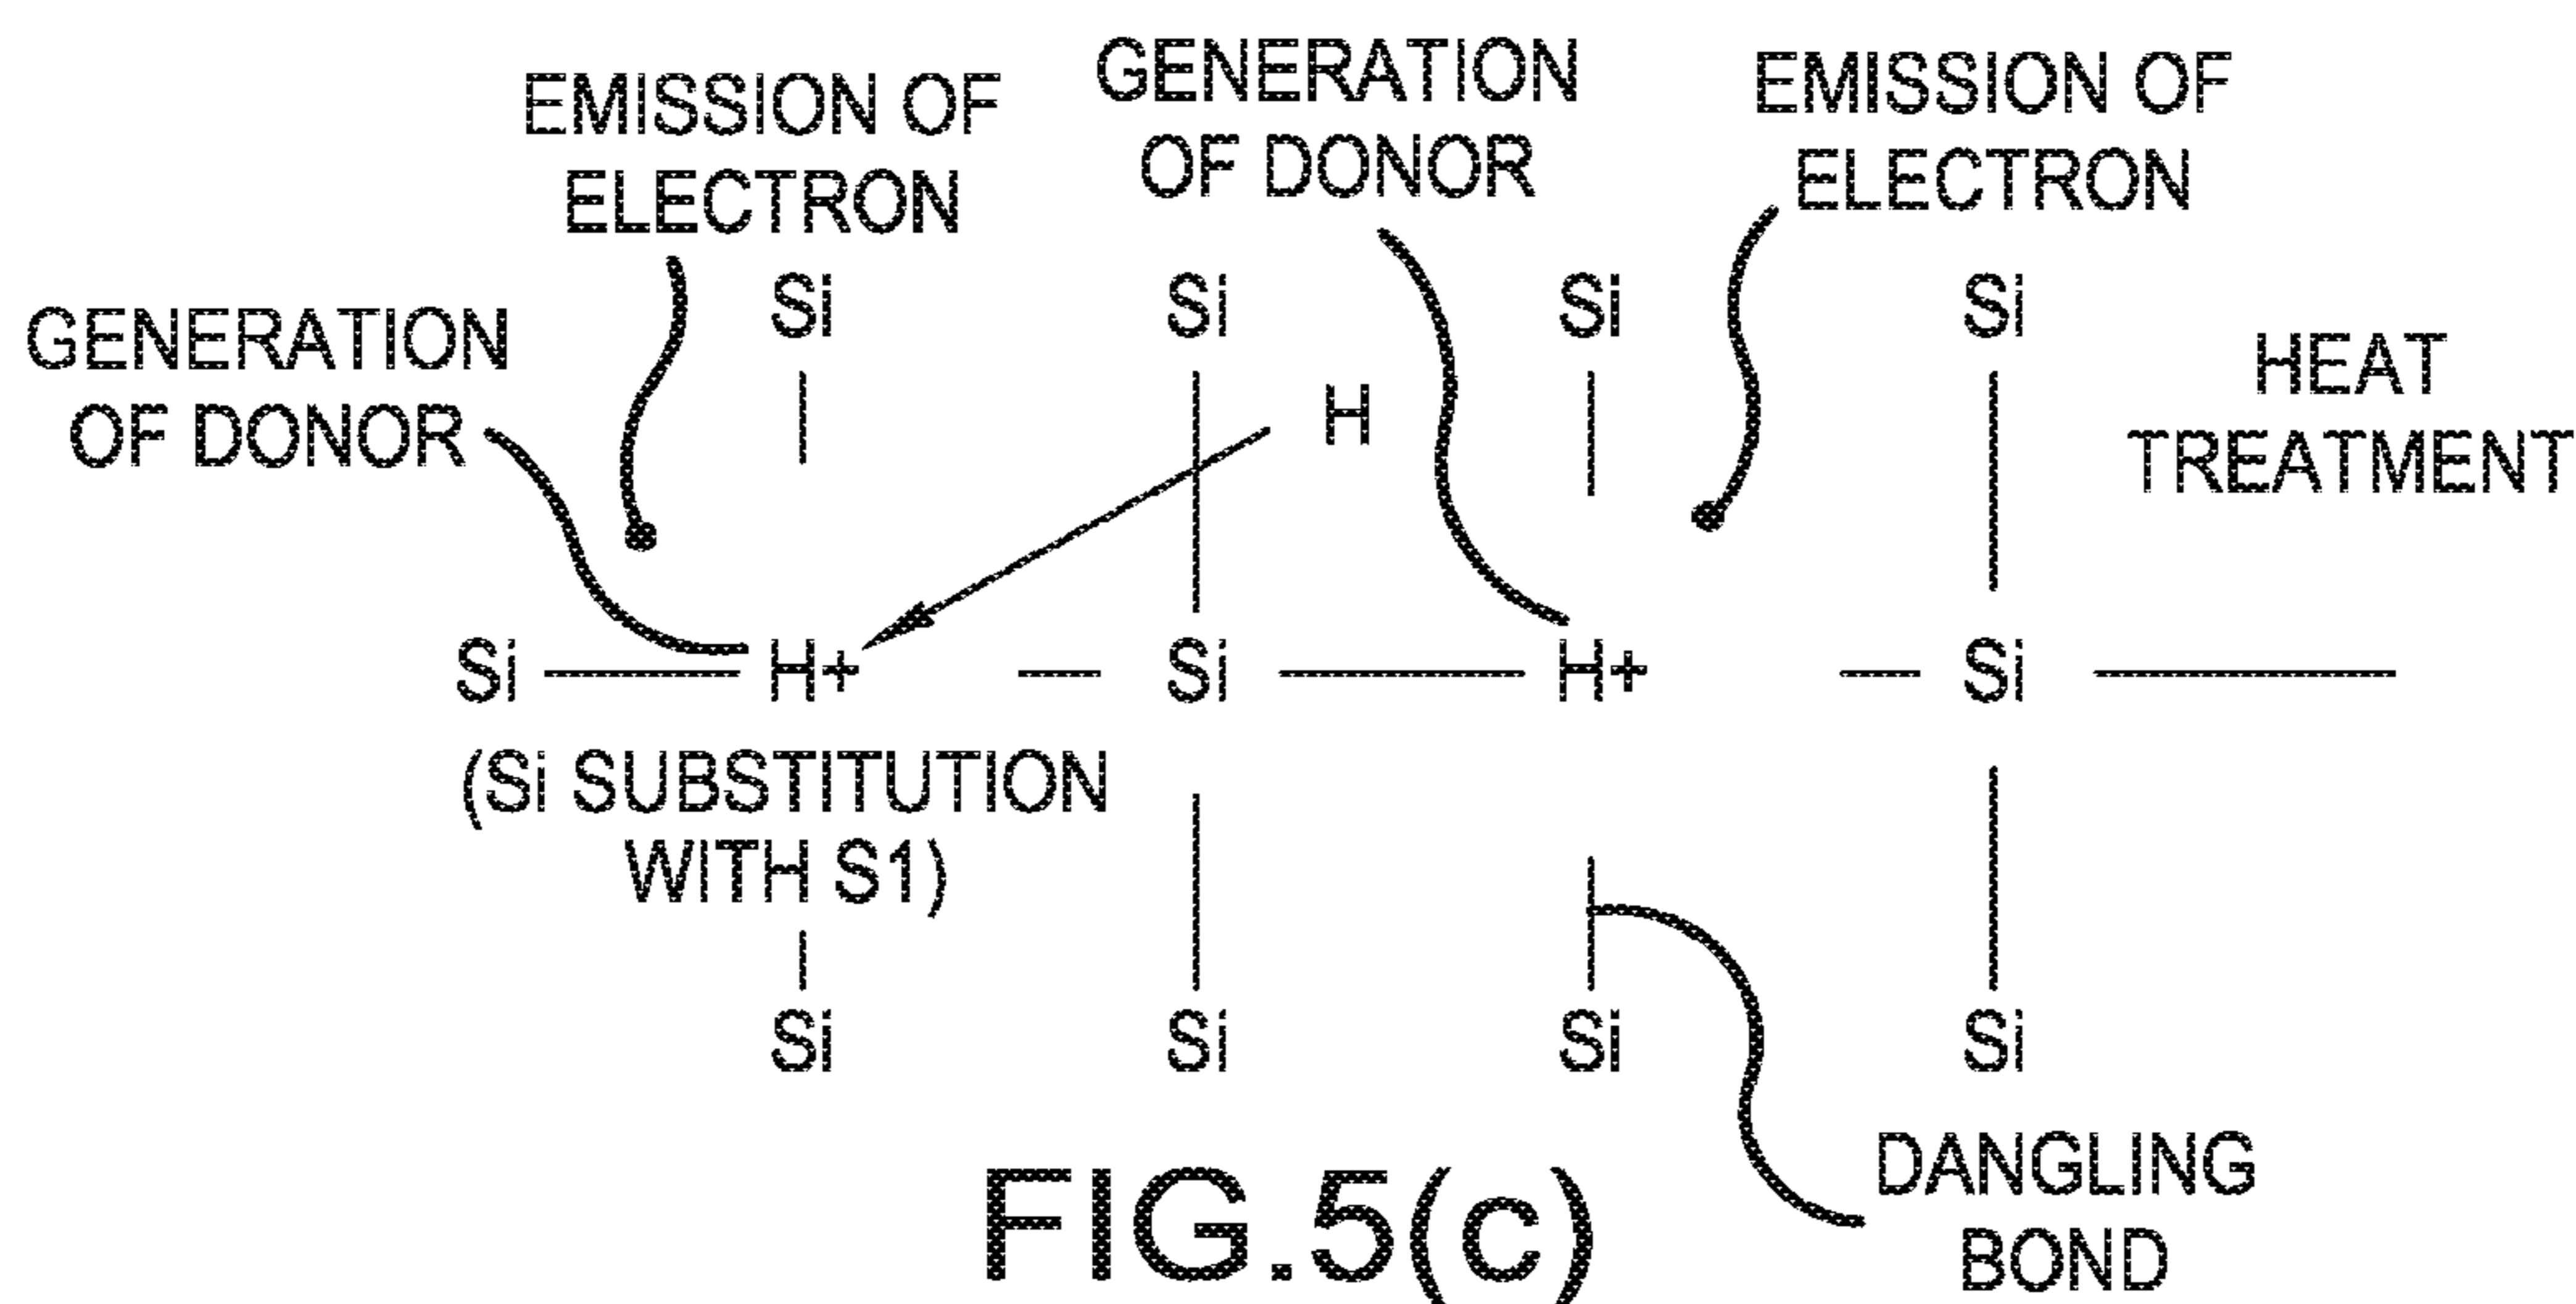 EMISSION OF
ELECTRON
GENERATION
OF DONOR
EMISSION OF
ELECTRON
GENERATION
OF DONOR
Si Si Si Si
H
HEAT
TREATMENT
Si H+ Si H+ Si
(Si SUBSTITUTION
WITH S1)
Si Si Si Si
DANGLING
BOND
FIG.5(c)